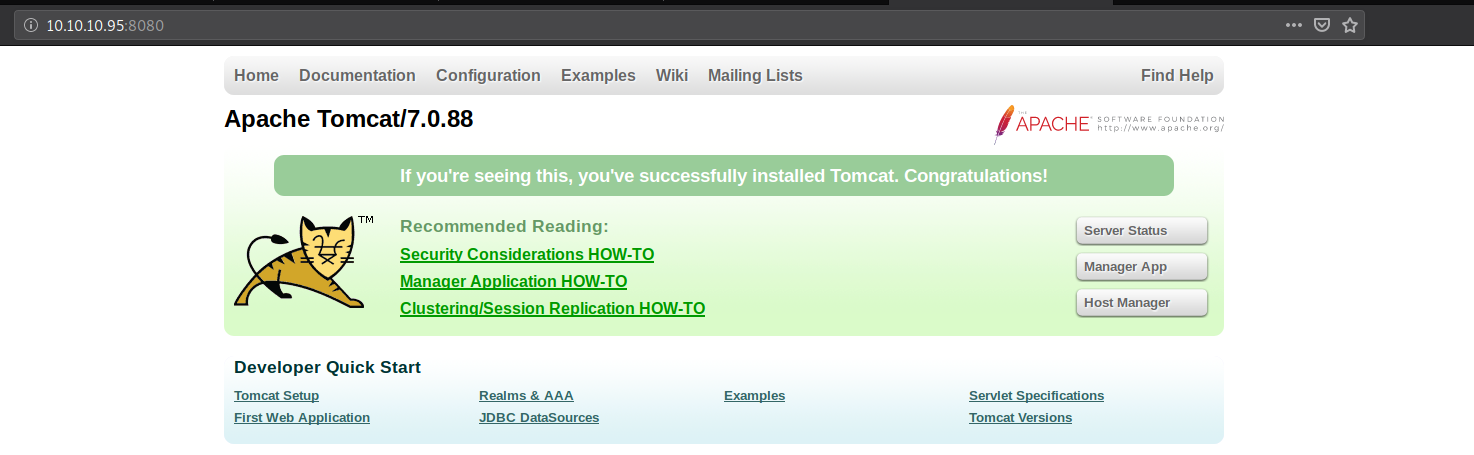 10.10.10.95:8080
Home Documentation Configuration Examples Wiki Mailing Lists Find Help
Apache Tomcat/7.0.88
THE APACHE SOFTWARE FOUNDATION
http://www.apache.org/
If you're seeing this, you've successfully installed Tomcat. Congratulations!
TM
Recommended Reading:
Security Considerations HOW-TO
Manager Application HOW-TO
Clustering/Session Replication HOW-TO
Server Status
Manager App
Host Manager
Developer Quick Start
Tomcat Setup Realms & AAA Examples Servlet Specifications
First Web Application JDBC DataSources Tomcat Versions